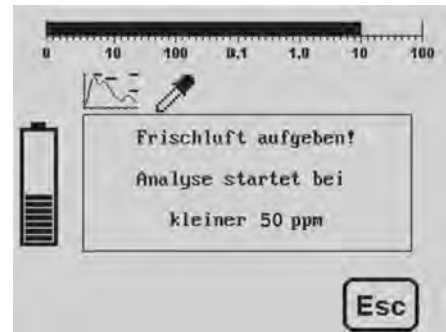 0 10 100 0,1 1,0 10 100
Frischluft aufgeben!
Analyse startet bei
kleiner 50 ppm
Esc